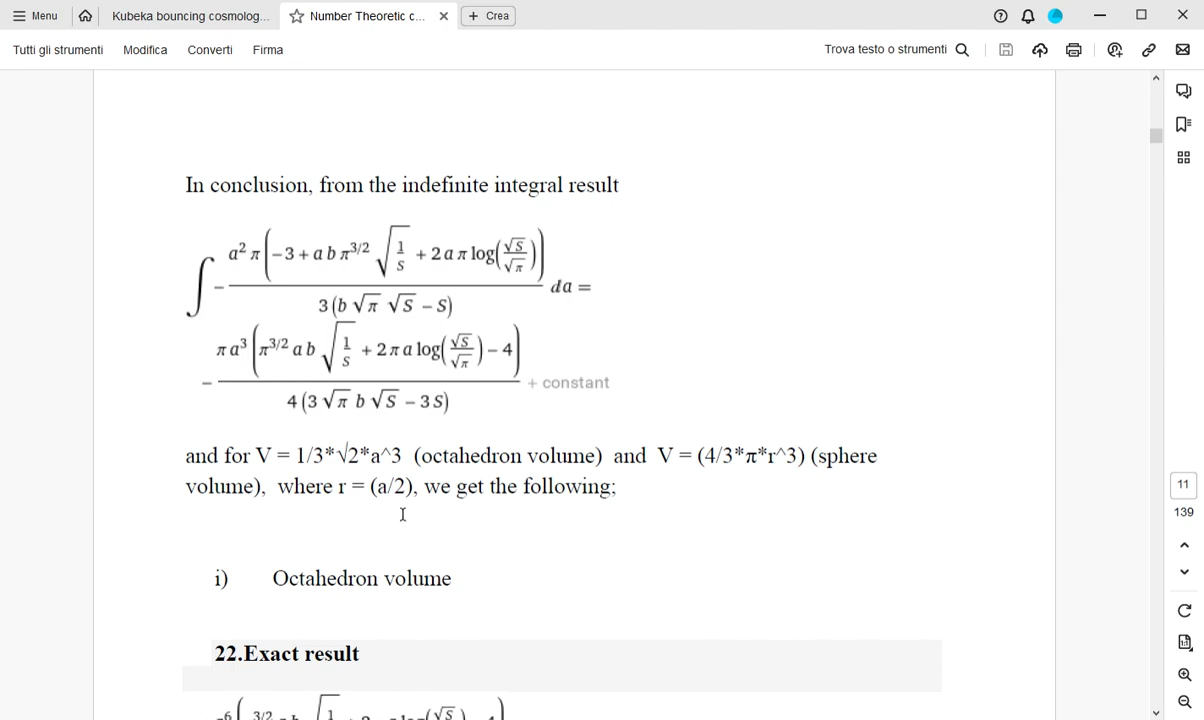 Menu Kubeka bouncing cosmolog... Number Theoretic c... + Crea
Tutti gli strumenti Modifica Converti Firma Trova testo o strumenti
In conclusion, from the indefinite integral result
∫ - a² π (-3 + a b π^3/2 √(1/S) + 2 a π log(√S/√π)) / 3 (b √π √S - S) da =
- π a³ (π^3/2 a b √(1/S) + 2 π a log(√S/√π) - 4) / 4 (3 √π b √S - 3 S) + constant
and for V = 1/3*√2*a^3 (octahedron volume) and V = (4/3*π*r^3) (sphere
volume), where r = (a/2), we get the following;
i) Octahedron volume
22.Exact result
11
139